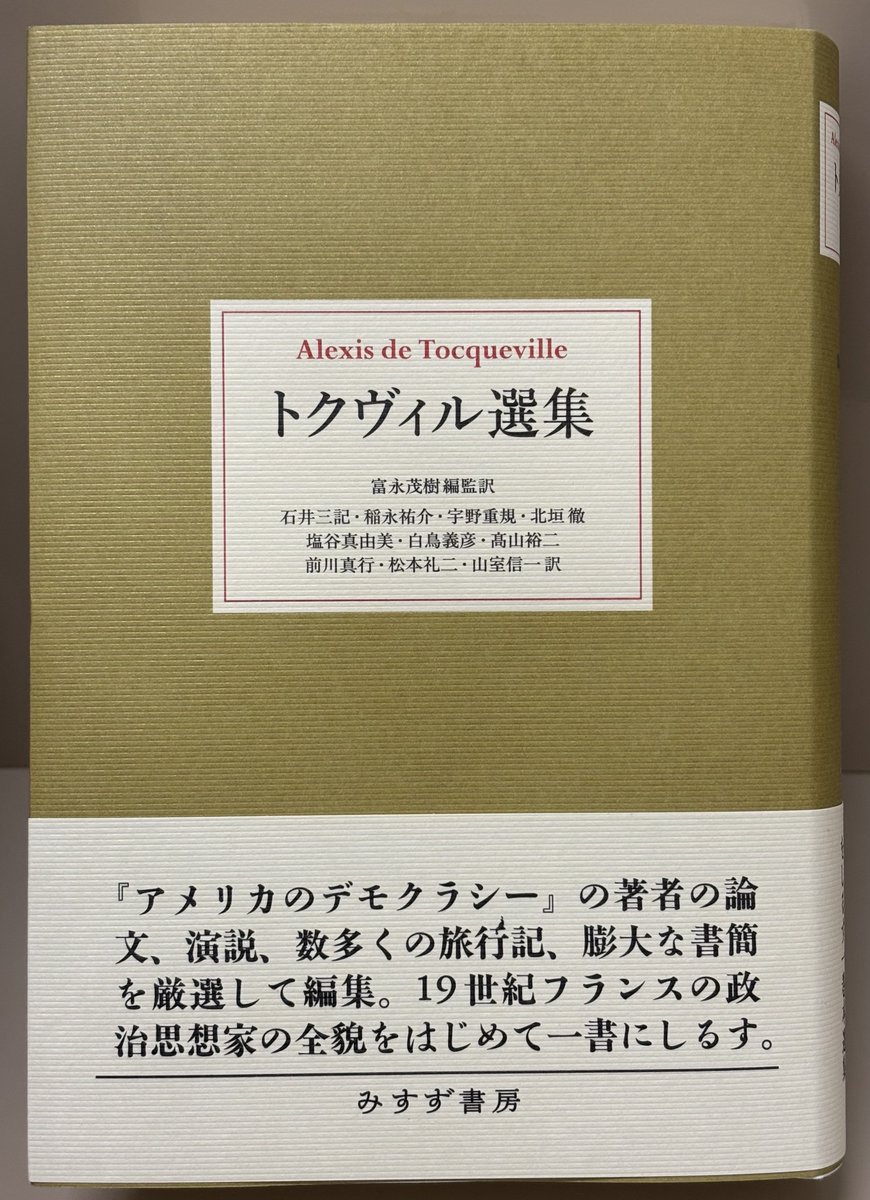 Alexis de Tocqueville
トクヴィル選集
富永茂樹編監訳
石井三記・稲永祐介・宇野重規・北垣 徹
塩谷真由美・白鳥義彦・髙山裕二
前川真行・松本礼二・山室信一 訳
『アメリカのデモクラシー』の著者の論
文、演説、数多くの旅行記、膨大な書簡
を厳選して編集。19世紀フランスの政
治思想家の全貌をはじめて一書にしるす。
みすず書房